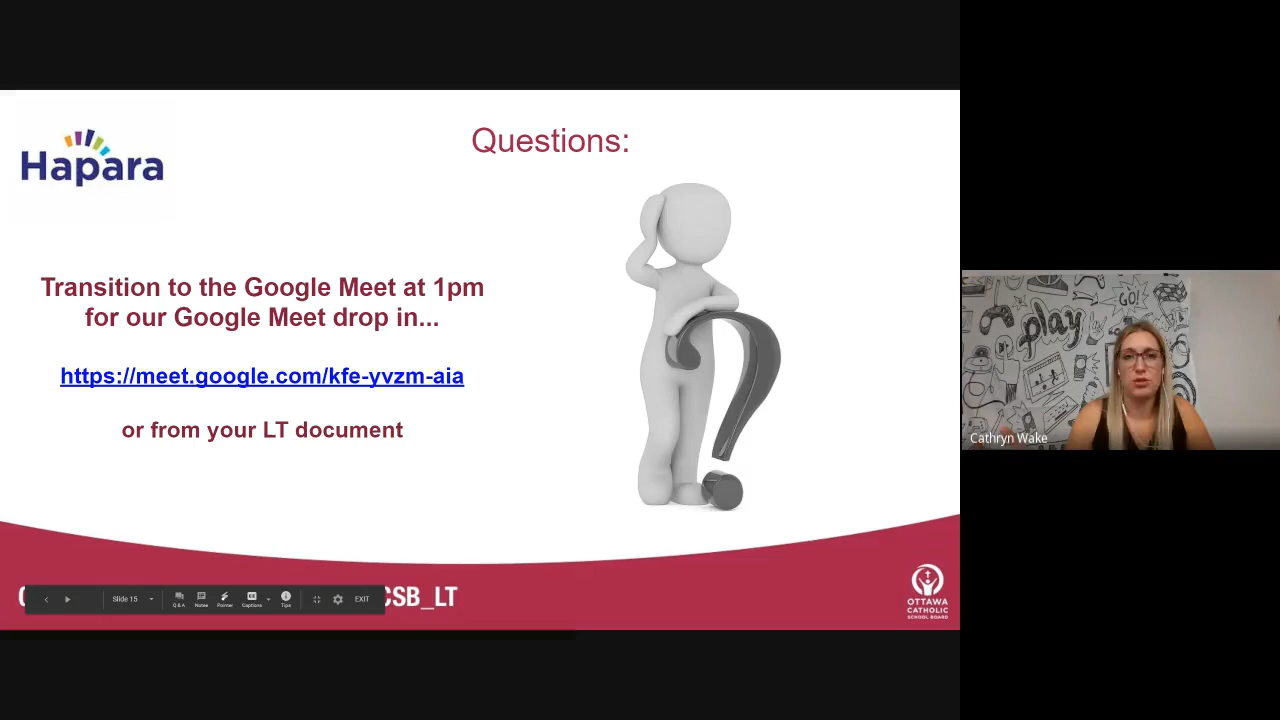 Hapara
Questions:
Transition to the Google Meet at 1pm
for our Google Meet drop in...
https://meet.google.com/kfe-yvzm-aia
or from your LT document
GO!
play
Cathryn Wake
Slide 15
Q & A
Notes
Pointer
Captions
Tips
EXIT
CSB_LT
OTTAWA
CATHOLIC
SCHOOL BOARD